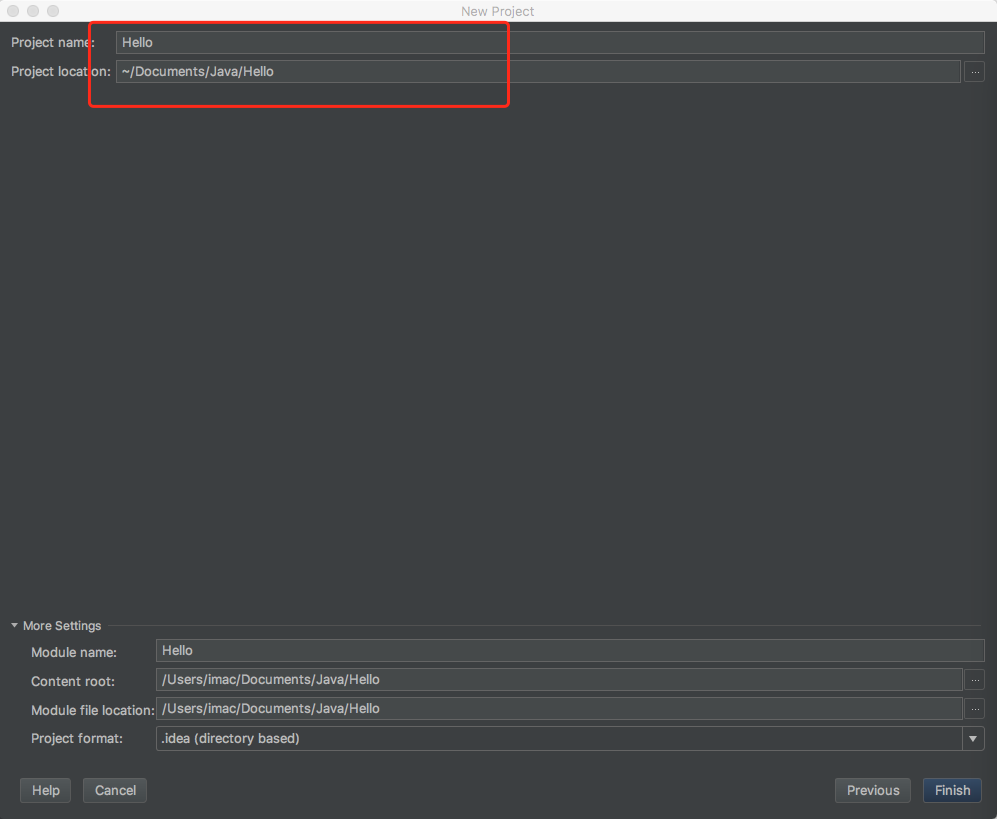 New Project
Project name: Hello
Project location: ~/Documents/Java/Hello ...
More Settings
Module name: Hello
Content root: /Users/imac/Documents/Java/Hello ...
Module file location: /Users/imac/Documents/Java/Hello ...
Project format: .idea (directory based)
Help Cancel Previous Finish